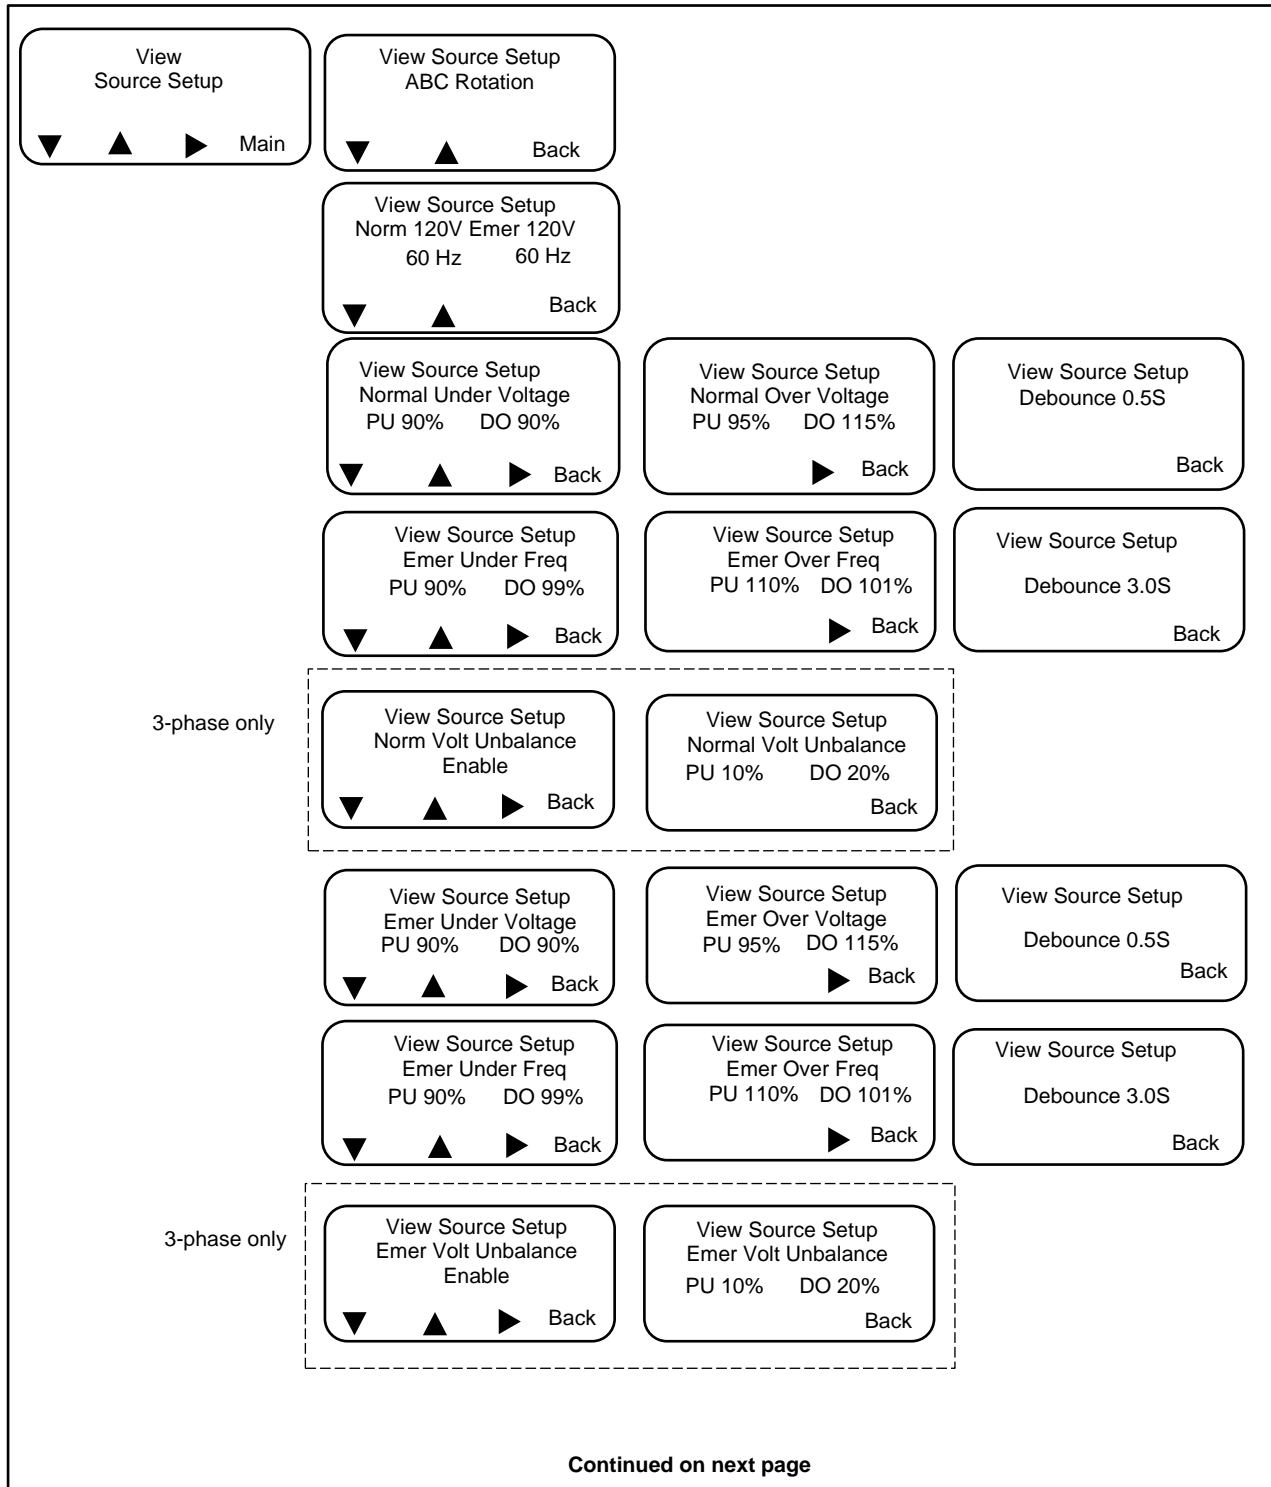 View
Source Setup
Main
View Source Setup
ABC Rotation
Back
View Source Setup
Norm 120V Emer 120V
60 Hz 60 Hz
Back
View Source Setup
Normal Under Voltage
PU 90% DO 90%
Back
View Source Setup
Normal Over Voltage
PU 95% DO 115%
Back
View Source Setup
Debounce 0.5S
Back
View Source Setup
Emer Under Freq
PU 90% DO 99%
Back
View Source Setup
Emer Over Freq
PU 110% DO 101%
Back
View Source Setup
Debounce 3.0S
Back
3-phase only
View Source Setup
Norm Volt Unbalance
Enable
Back
View Source Setup
Normal Volt Unbalance
PU 10% DO 20%
Back
View Source Setup
Emer Under Voltage
PU 90% DO 90%
Back
View Source Setup
Emer Over Voltage
PU 95% DO 115%
Back
View Source Setup
Debounce 0.5S
Back
View Source Setup
Emer Under Freq
PU 90% DO 99%
Back
View Source Setup
Emer Over Freq
PU 110% DO 101%
Back
View Source Setup
Debounce 3.0S
Back
3-phase only
View Source Setup
Emer Volt Unbalance
Enable
Back
View Source Setup
Emer Volt Unbalance
PU 10% DO 20%
Back
Continued on next page